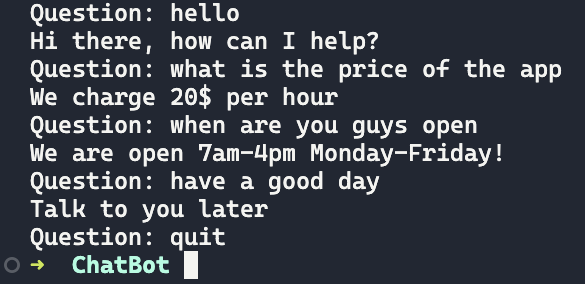 Question: hello
Hi there, how can I help?
Question: what is the price of the app
We charge 20$ per hour
Question: when are you guys open
We are open 7am-4pm Monday-Friday!
Question: have a good day
Talk to you later
Question: quit
➜ ChatBot